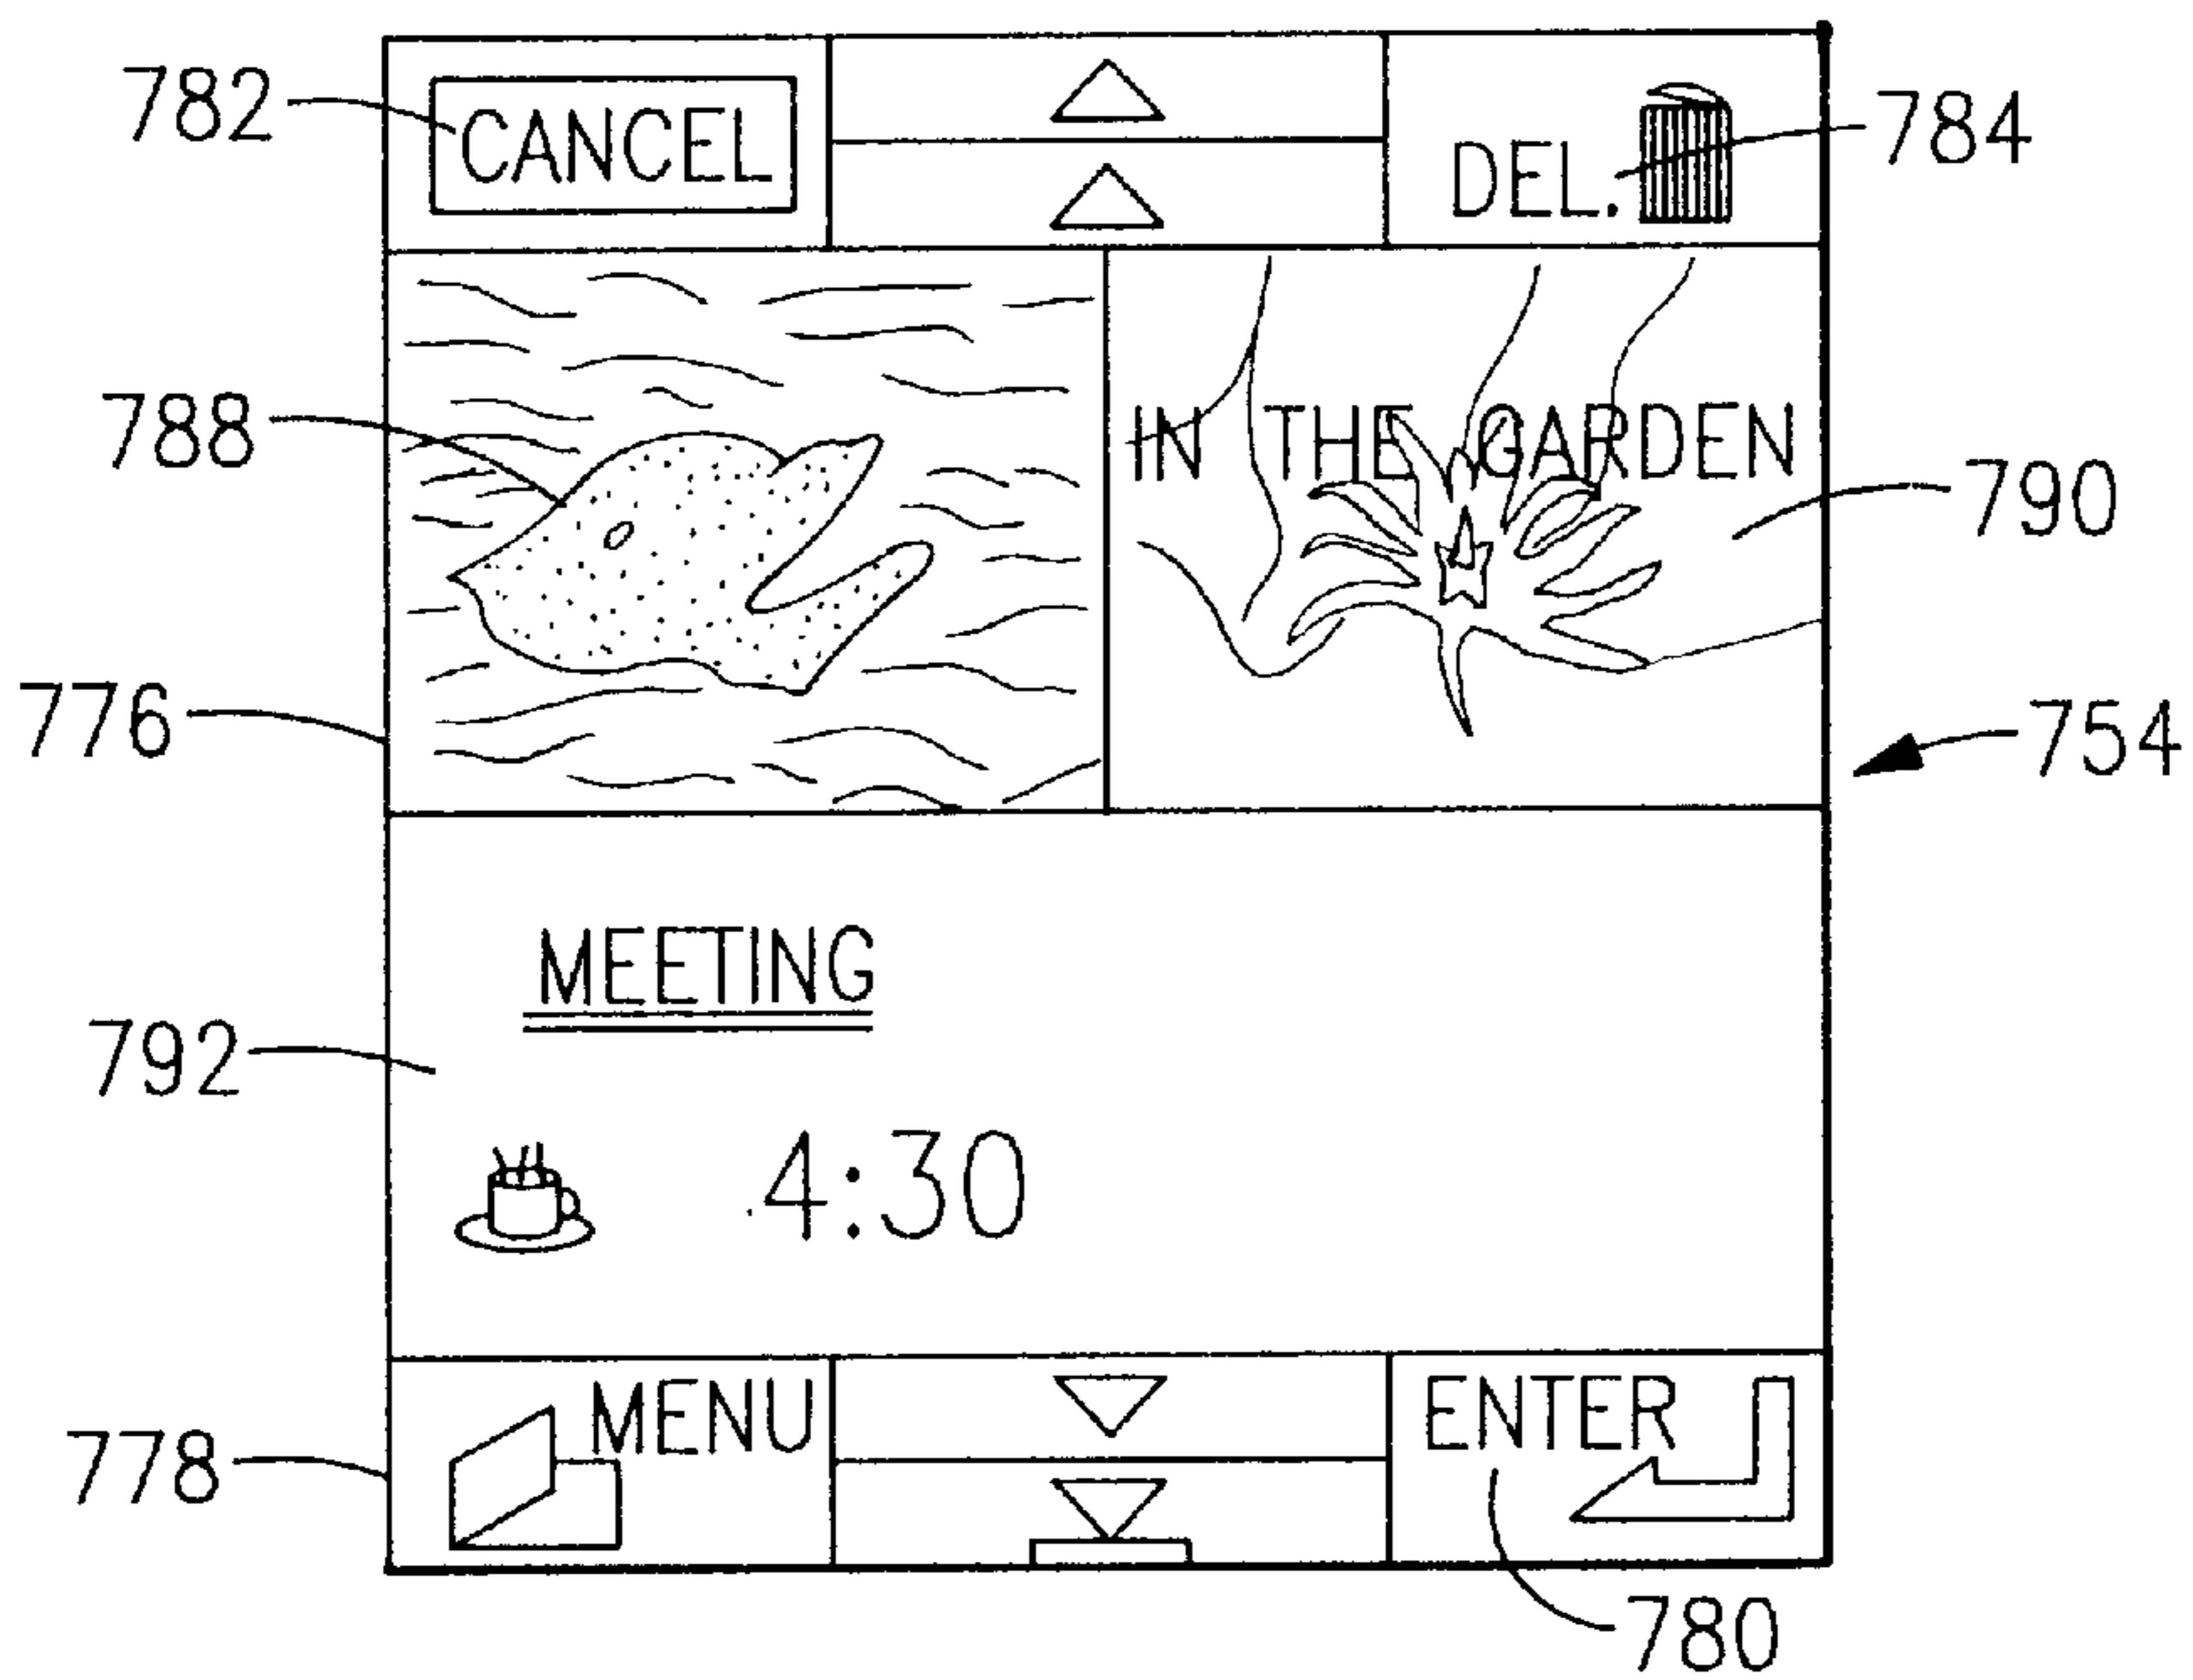 782
CANCEL
DEL.
784
788
IN THE GARDEN
790
776
754
MEETING
792
4:30
MENU
ENTER
778
780